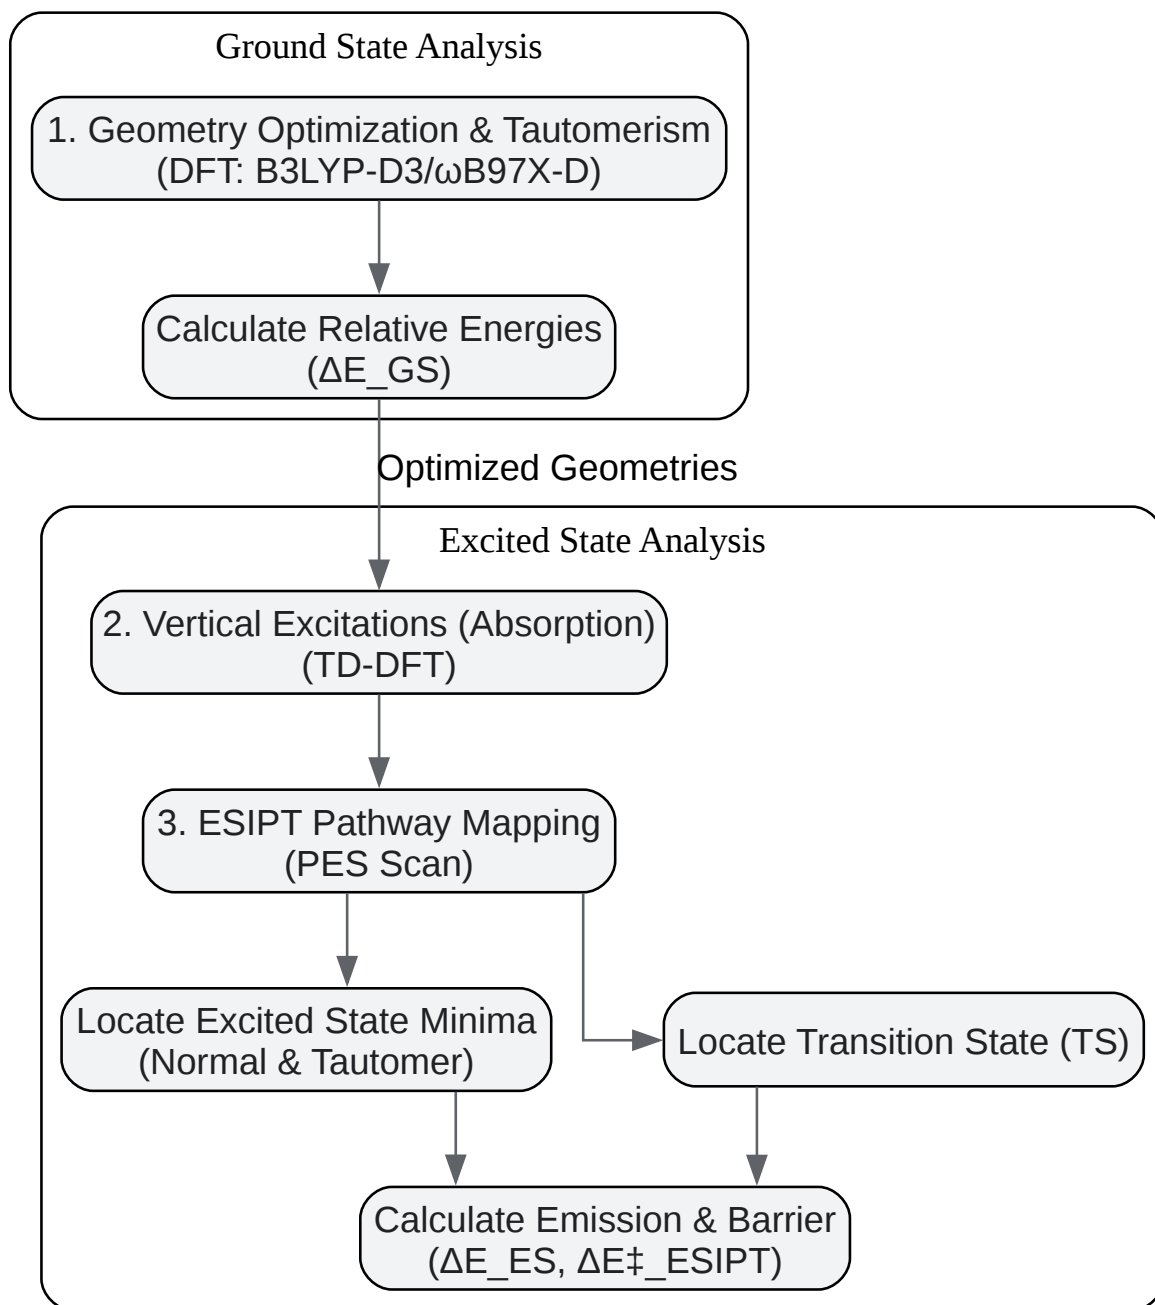 Ground State Analysis
1. Geometry Optimization & Tautomerism
(DFT: B3LYP-D3/ωB97X-D)
Calculate Relative Energies
(ΔE_GS)
Optimized Geometries
Excited State Analysis
2. Vertical Excitations (Absorption)
(TD-DFT)
3. ESIPT Pathway Mapping
(PES Scan)
Locate Excited State Minima
(Normal & Tautomer)
Locate Transition State (TS)
Calculate Emission & Barrier
(ΔE_ES, ΔE‡_ESIPT)